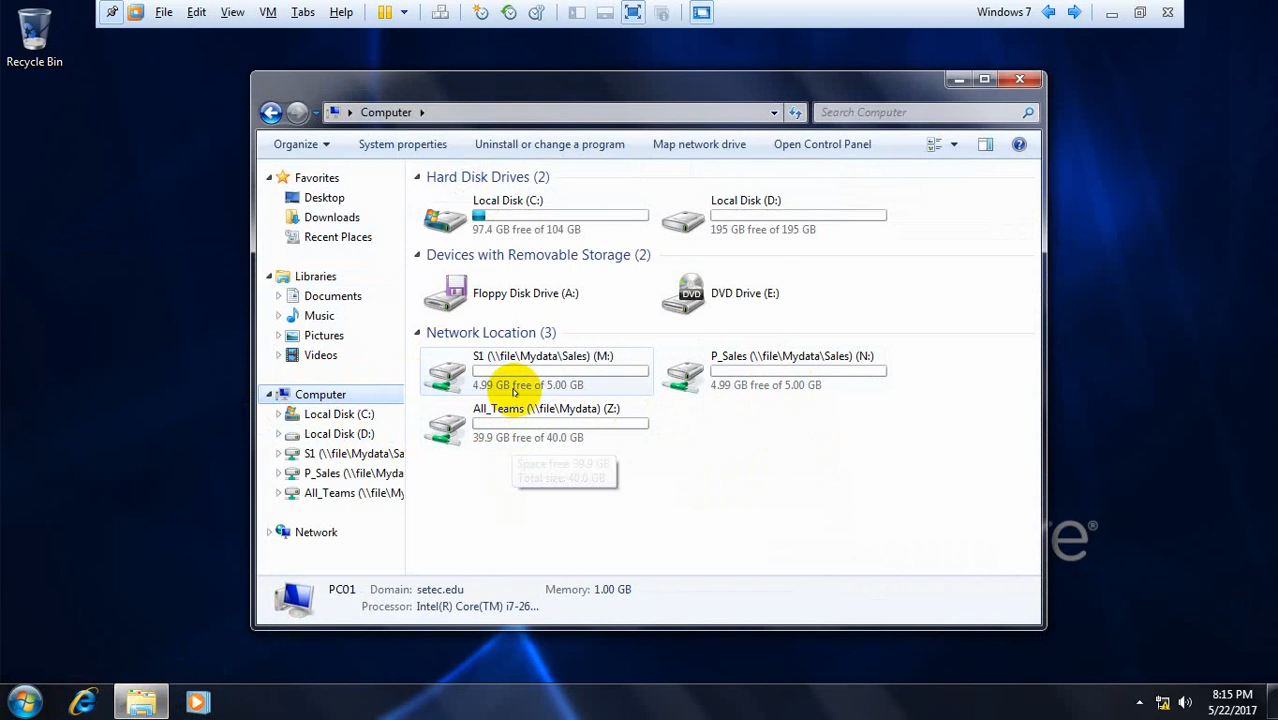 File Edit View VM Tabs Help
Windows 7
Recycle Bin
Computer
Search Computer
Organize System properties Uninstall or change a program Map network drive Open Control Panel
Favorites
Desktop
Downloads
Recent Places
Libraries
Documents
Music
Pictures
Videos
Computer
Local Disk (C:)
Local Disk (D:)
S1 (\\file\Mydata\Sa
P_Sales (\\file\Myda
All_Teams (\\file\My
Network
Hard Disk Drives (2)
Local Disk (C:)
97.4 GB free of 104 GB
Local Disk (D:)
195 GB free of 195 GB
Devices with Removable Storage (2)
Floppy Disk Drive (A:)
DVD
DVD Drive (E:)
Network Location (3)
S1 (\\file\Mydata\Sales) (M:)
4.99 GB free of 5.00 GB
P_Sales (\\file\Mydata\Sales) (N:)
4.99 GB free of 5.00 GB
All_Teams (\\file\Mydata) (Z:)
39.9 GB free of 40.0 GB
Space free: 39.9 GB
Total size: 40.0 GB
PC01 Domain: setec.edu Memory: 1.00 GB
Processor: Intel(R) Core(TM) i7-26...
re®
8:15 PM
5/22/2017